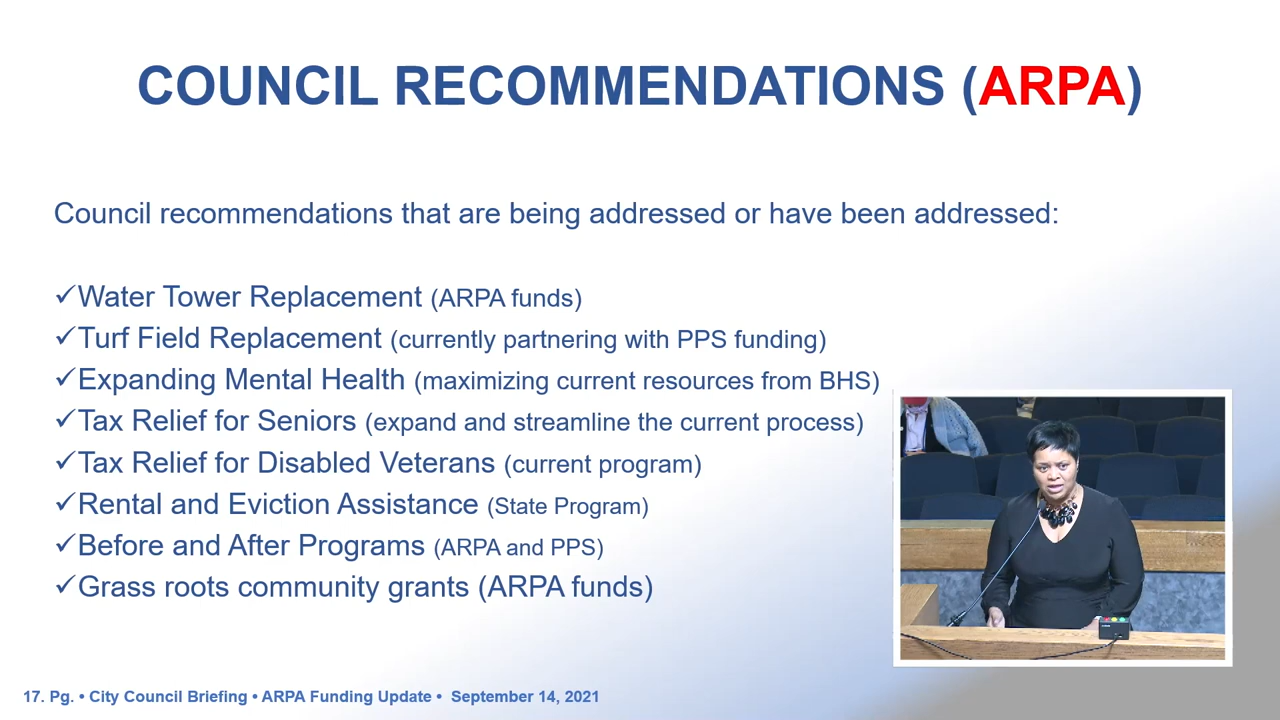 COUNCIL RECOMMENDATIONS (ARPA)
Council recommendations that are being addressed or have been addressed:
✓Water Tower Replacement (ARPA funds)
✓Turf Field Replacement (currently partnering with PPS funding)
✓Expanding Mental Health (maximizing current resources from BHS)
✓Tax Relief for Seniors (expand and streamline the current process)
✓Tax Relief for Disabled Veterans (current program)
✓Rental and Eviction Assistance (State Program)
✓Before and After Programs (ARPA and PPS)
✓Grass roots community grants (ARPA funds)
17. Pg. • City Council Briefing • ARPA Funding Update • September 14, 2021